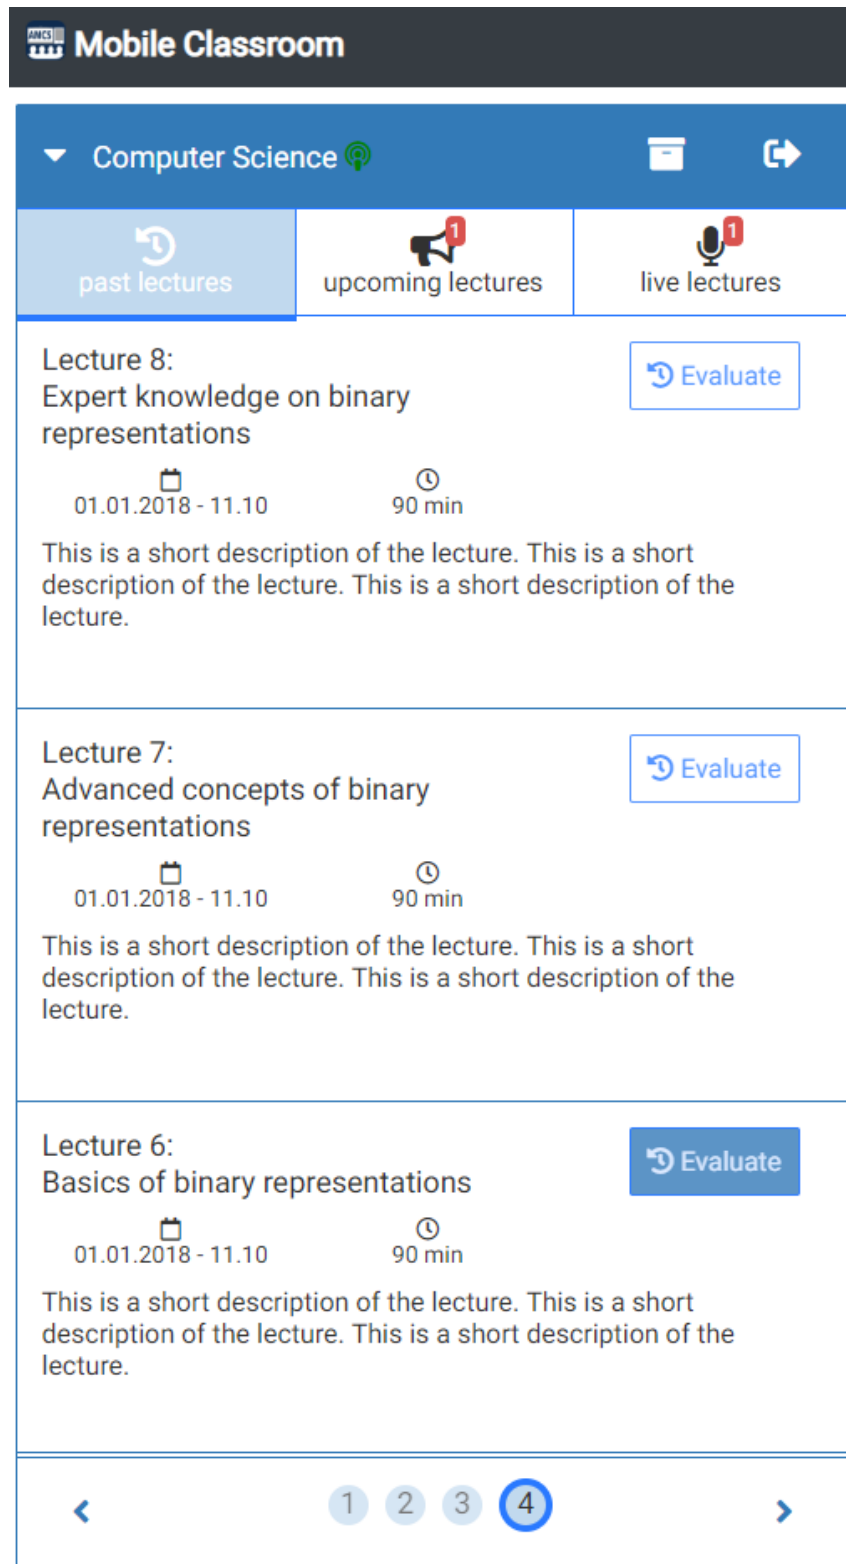 AMCS
Mobile Classroom
Computer Science
past lectures
1
upcoming lectures
1
live lectures
Lecture 8:
Evaluate
Expert knowledge on binary
representations
01.01.2018 - 11.10
90 min
This is a short description of the lecture. This is a short
description of the lecture. This is a short description of the
lecture.
Lecture 7:
Evaluate
Advanced concepts of binary
representations
01.01.2018 - 11.10
90 min
This is a short description of the lecture. This is a short
description of the lecture. This is a short description of the
lecture.
Lecture 6:
Evaluate
Basics of binary representations
01.01.2018 - 11.10
90 min
This is a short description of the lecture. This is a short
description of the lecture. This is a short description of the
lecture.
1 2 3 4